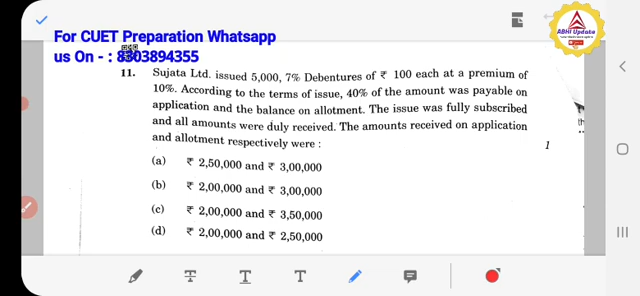 For CUET Preparation Whatsapp
us On - : 8303894355
ABHI Update
11. Sujata Ltd. issued 5,000, 7% Debentures of ₹ 100 each at a premium of
10%. According to the terms of issue, 40% of the amount was payable on
application and the balance on allotment. The issue was fully subscribed
and all amounts were duly received. The amounts received on application
and allotment respectively were :
1
(a) ₹ 2,50,000 and ₹ 3,00,000
(b) ₹ 2,00,000 and ₹ 3,00,000
(c) ₹ 2,00,000 and ₹ 3,50,000
(d) ₹ 2,00,000 and ₹ 2,50,000
th
T
T
T